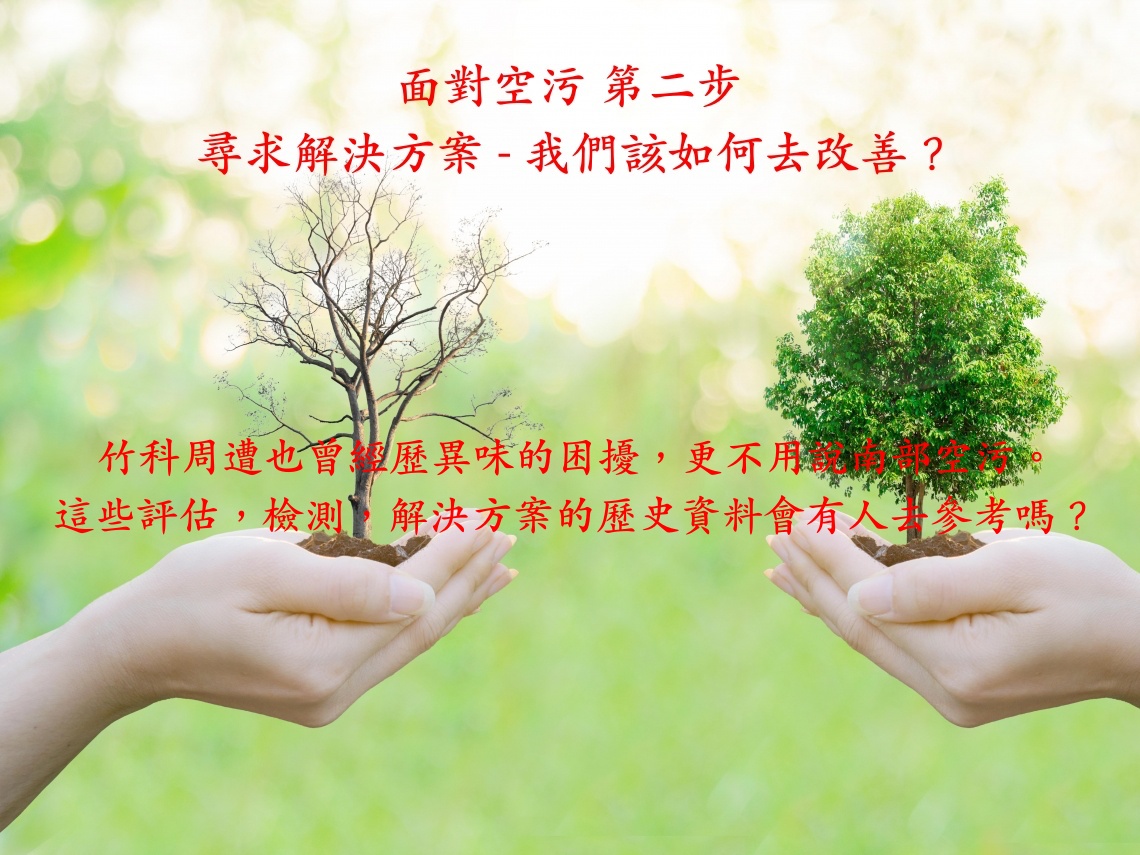 面對空污 第二步
尋求解決方案 - 我們該如何去改善？
竹科周遭也曾經歷異味的困擾，更不用說南部空污。
這些評估，檢測，解決方案的歷史資料會有人去參考嗎？